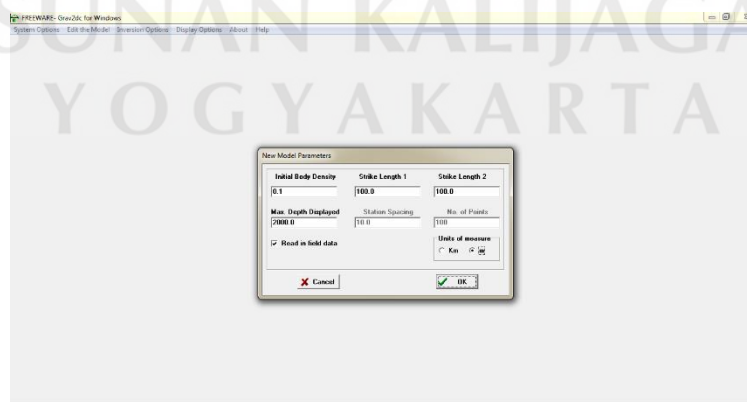 FREEWARE- Grav2dc for Windows
System Options Edit the Model Inversion Options Display Options About Help
SUNAN KALIJAGA
YOGYAKARTA
New Model Parameters
Initial Body Density Strike Length 1 Strike Length 2
0.1 100.0 100.0
Max. Depth Displayed Station Spacing No. of Points
2000.0 10.0 100
Read in field data
Units of measure
Km m
Cancel OK